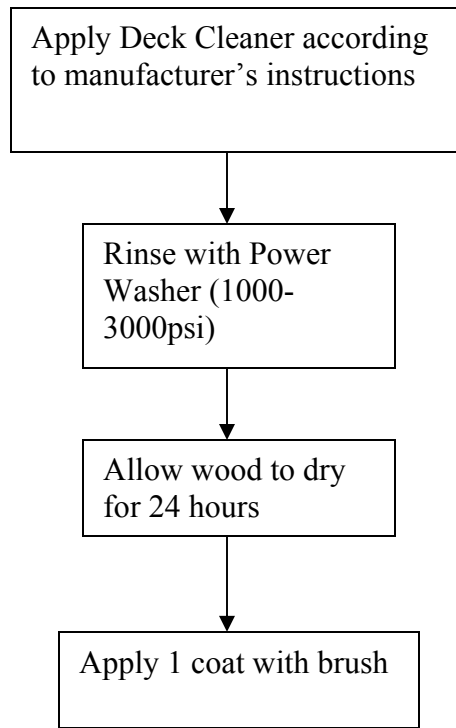 Apply Deck Cleaner according
to manufacturer’s instructions
Rinse with Power
Washer (1000-
3000psi)
Allow wood to dry
for 24 hours
Apply 1 coat with brush